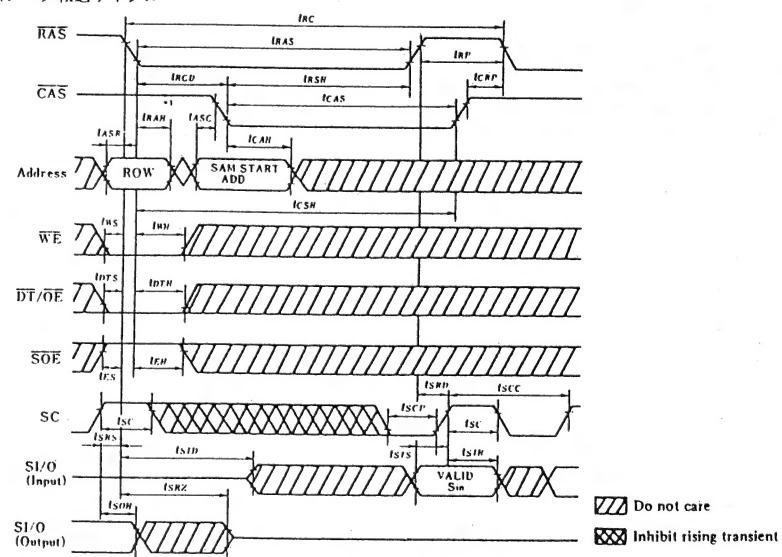 tRC
RAS
tRAS
tRP
tRCD
tRSH
tCRP
CAS
tCAS
*1
tASR
tRAH
tASC
tCAH
Address
ROW
SAM START
ADD
tCSH
tWS
tWH
WE
tDTS
tDTH
DT/OE
SOE
tES
tEH
tSRD
tSCC
SC
tSC
tSCP
tSC
tSRS
tSID
tSIS
tSIH
SI/O
(Input)
VALID
Sin
tSRZ
tSOH
SI/O
(Output)
Do not care
Inhibit rising transient